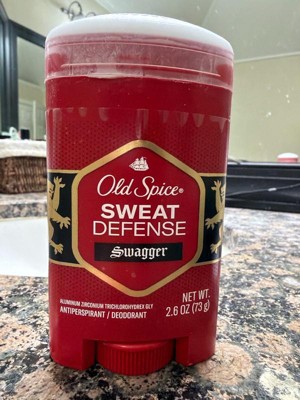 Old Spice®
SWEAT
DEFENSE
Swagger
ALUMINUM ZIRCONIUM TRICHLOROHYDREX GLY
ANTIPERSPIRANT / DEODORANT
NET WT.
2.6 OZ (73 g)